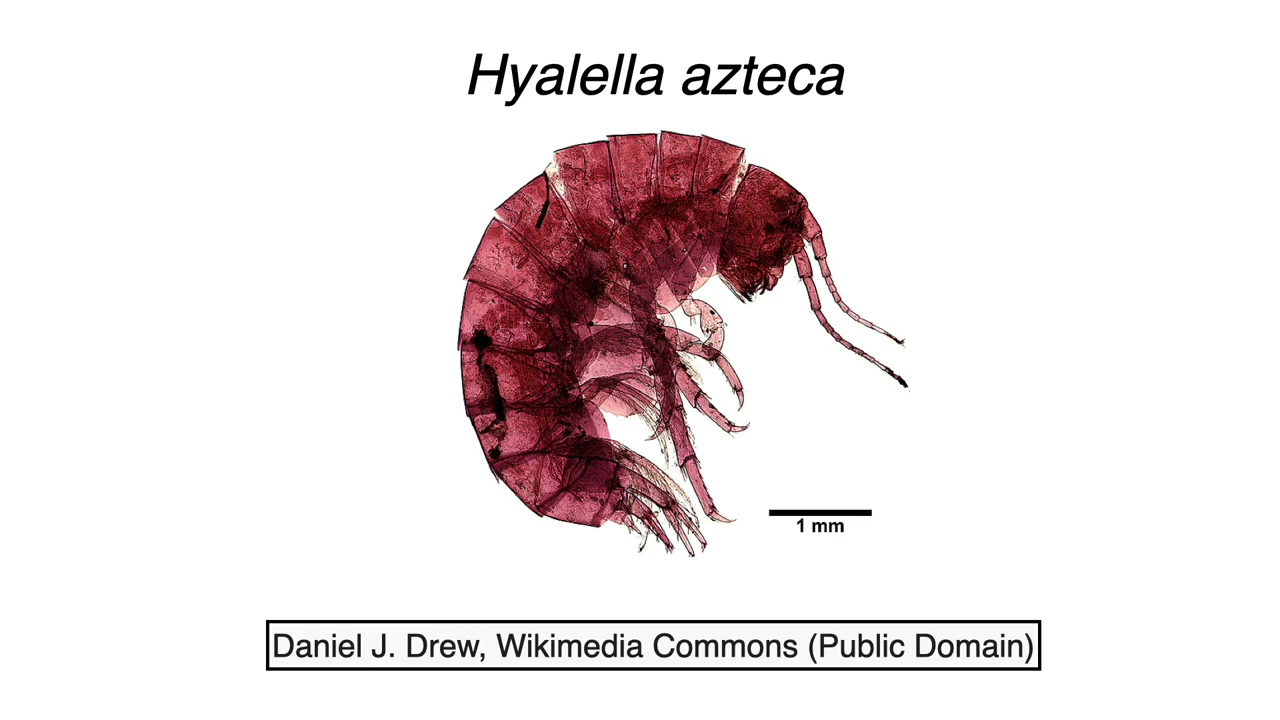 Hyalella azteca
1 mm
Daniel J. Drew, Wikimedia Commons (Public Domain)